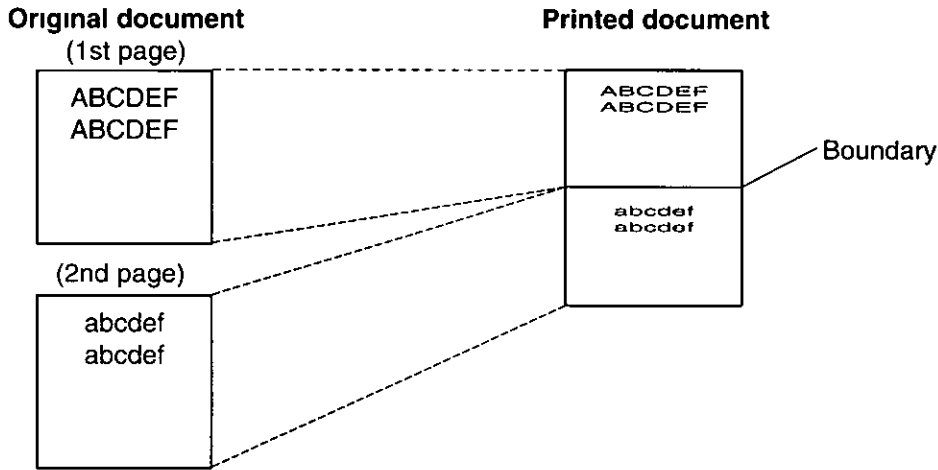 Original document
(1st page)
ABCDEF
ABCDEF
(2nd page)
abcdef
abcdef
Printed document
ABCDEF
ABCDEF
Boundary
abcdef
abcdef